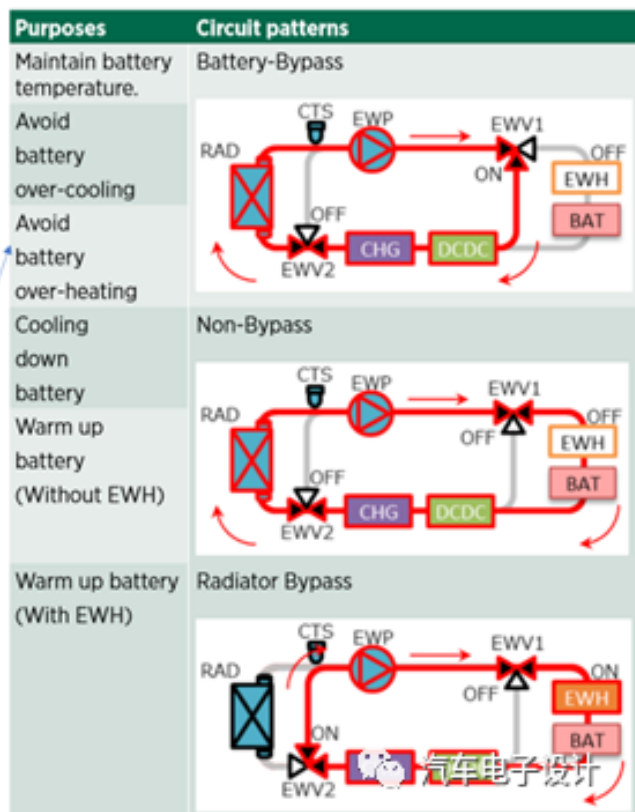 Purposes
Circuit patterns
Maintain battery
temperature.
Battery-Bypass
Avoid
battery
over-cooling
Avoid
battery
over-heating
CTS
EWP
EWV1
RAD
OFF
ON
EWH
OFF
BAT
CHG
DCDC
EWV2
Cooling
down
battery
Non-Bypass
Warm up
battery
(Without EWH)
CTS
EWP
EWV1
RAD
OFF
OFF
EWH
OFF
BAT
CHG
DCDC
EWV2
Warm up battery
(With EWH)
Radiator Bypass
CTS
EWP
EWV1
RAD
ON
OFF
EWH
ON
BAT
EWV2
汽车电子设计